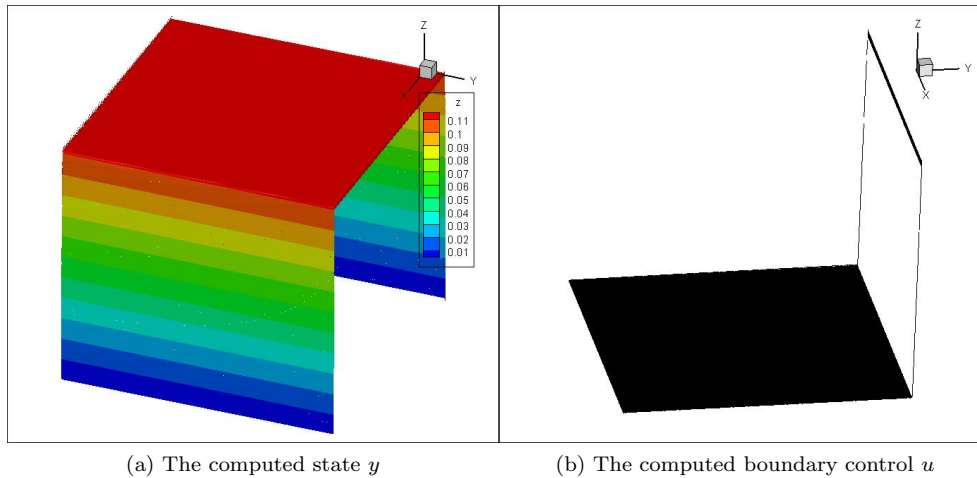 Z
Y
X
z
0.11
0.1
0.09
0.08
0.07
0.06
0.05
0.04
0.03
0.02
0.01
Z
Y
X
(a) The computed state y
(b) The computed boundary control u